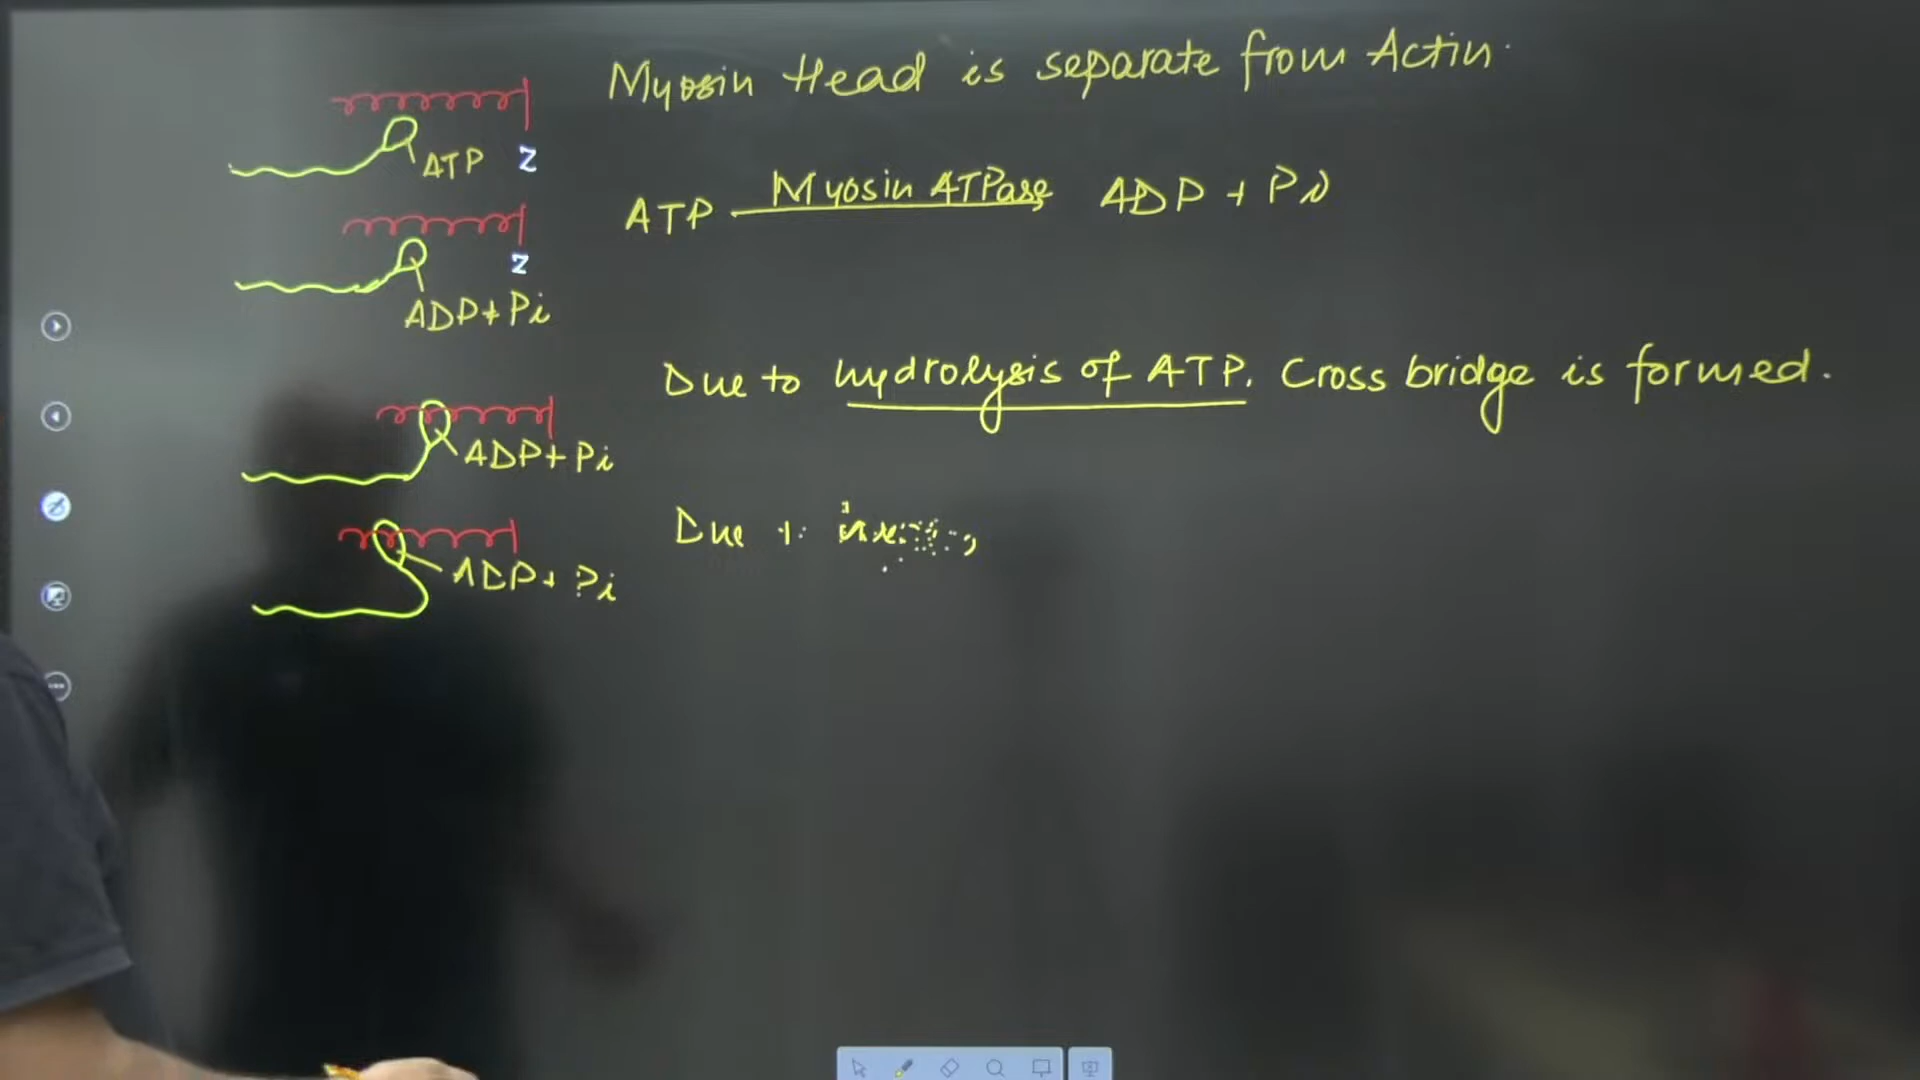 Myosin Head is separate from Actin.
ATP Z
ATP Myosin ATPase ADP + Pi
Z
ADP + Pi
Due to hydrolysis of ATP. Cross bridge is formed.
ADP + Pi
Due
ADP + Pi